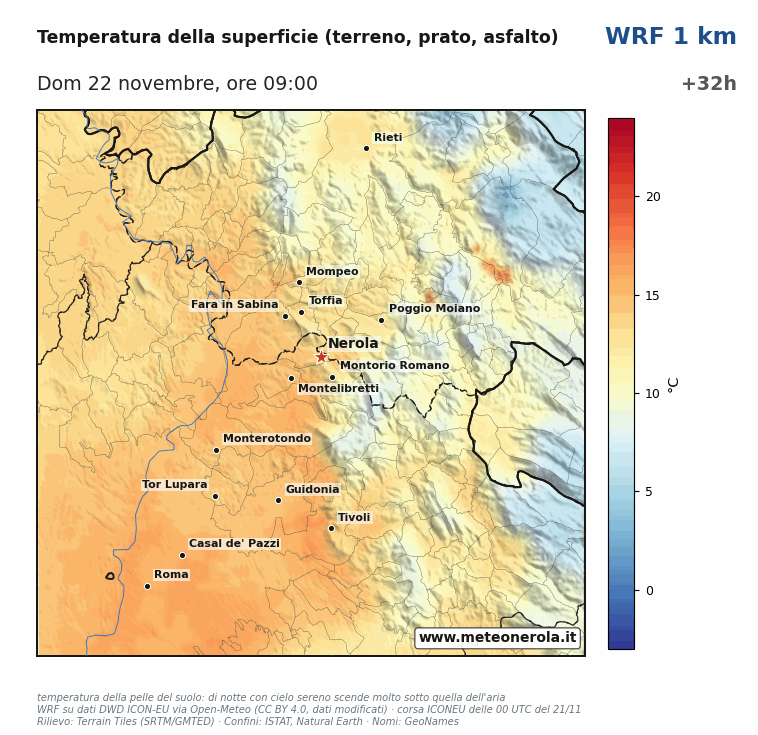 Temperatura della superficie (terreno, prato, asfalto)
WRF 1 km
Dom 22 novembre, ore 09:00
+32h
Rieti
Mompeo
Toffia
Fara in Sabina
Poggio Moiano
Nerola
Montorio Romano
Montelibretti
Monterotondo
Tor Lupara
Guidonia
Tivoli
Casal de' Pazzi
Roma
www.meteonerola.it
20
15
10
5
0
°C
temperatura della pelle del suolo: di notte con cielo sereno scende molto sotto quella dell'aria
WRF su dati DWD ICON-EU via Open-Meteo (CC BY 4.0, dati modificati) · corsa ICONEU delle 00 UTC del 21/11
Rilievo: Terrain Tiles (SRTM/GMTED) · Confini: ISTAT, Natural Earth · Nomi: GeoNames